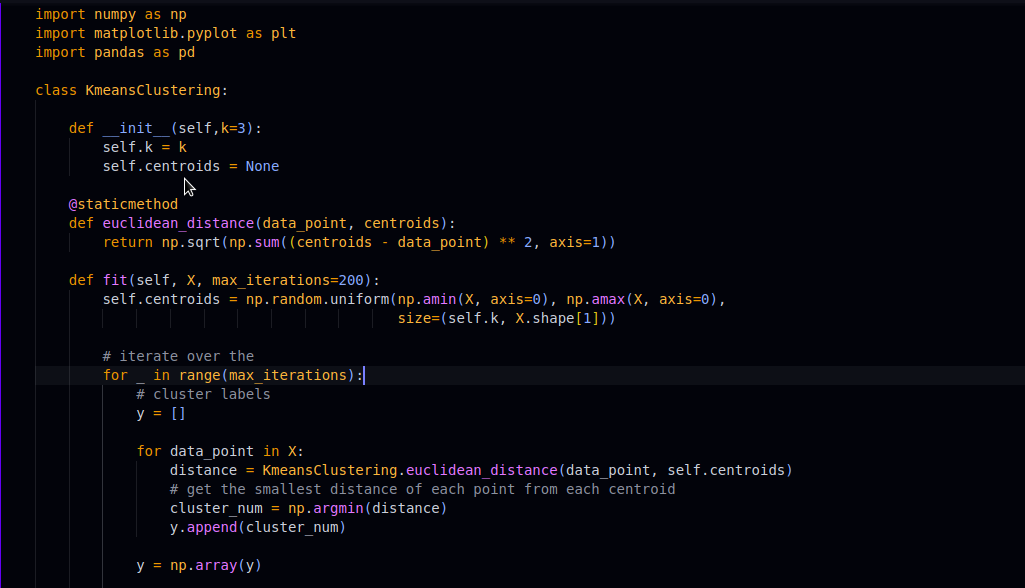 import numpy as np
import matplotlib.pyplot as plt
import pandas as pd
class KmeansClustering:
def __init__(self,k=3):
self.k = k
self.centroids = None
@staticmethod
def euclidean_distance(data_point, centroids):
return np.sqrt(np.sum((centroids - data_point) ** 2, axis=1))
def fit(self, X, max_iterations=200):
self.centroids = np.random.uniform(np.amin(X, axis=0), np.amax(X, axis=0),
size=(self.k, X.shape[1]))
# iterate over the
for _ in range(max_iterations):
# cluster labels
y = []
for data_point in X:
distance = KmeansClustering.euclidean_distance(data_point, self.centroids)
# get the smallest distance of each point from each centroid
cluster_num = np.argmin(distance)
y.append(cluster_num)
y = np.array(y)